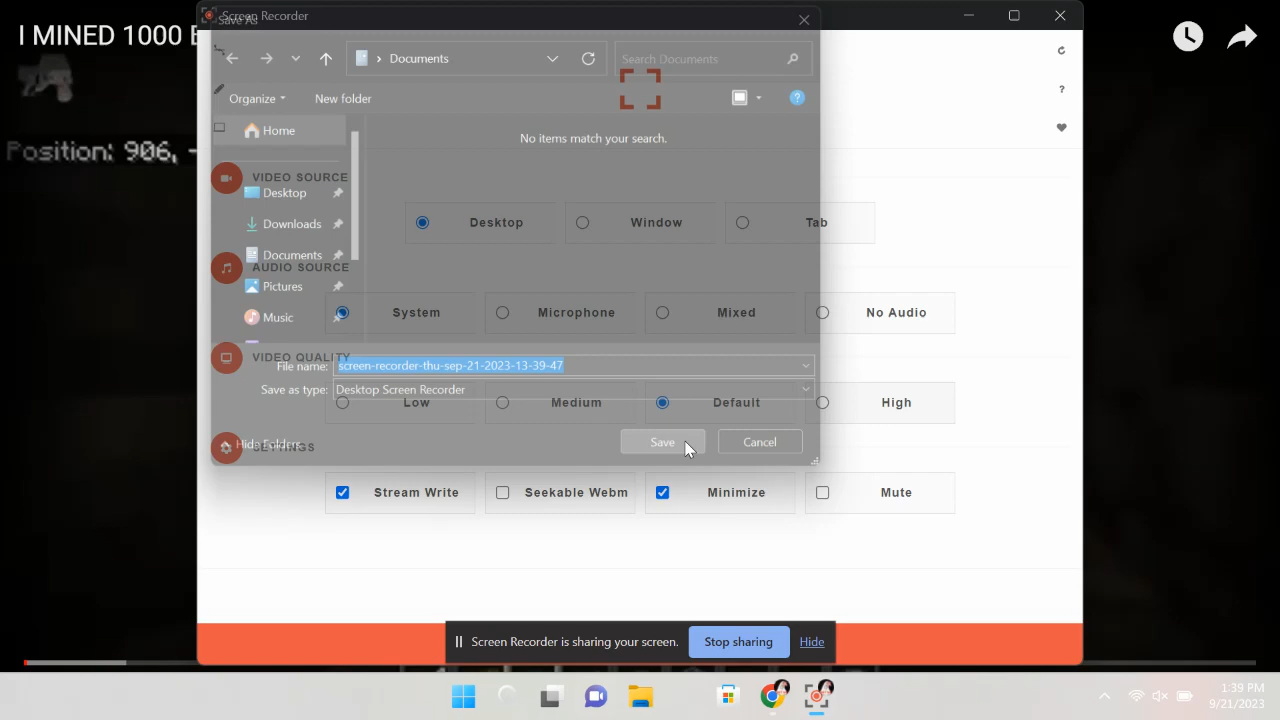 I MINED 1000
Screen Recorder
Save As
Documents
Search Documents
Organize
New folder
Home
No items match your search.
Position: 906, -
VIDEO SOURCE
Desktop
Desktop
Window
Tab
Downloads
Documents
AUDIO SOURCE
Pictures
Music
System
Microphone
Mixed
No Audio
VIDEO QUALITY
File name:
screen-recorder-thu-sep-21-2023-13-39-47
Save as type:
Desktop Screen Recorder
Low
Medium
Default
High
Hide Folders
SETTINGS
Save
Cancel
Stream Write
Seekable Webm
Minimize
Mute
Screen Recorder is sharing your screen.
Stop sharing
Hide
1:39 PM
9/21/2023